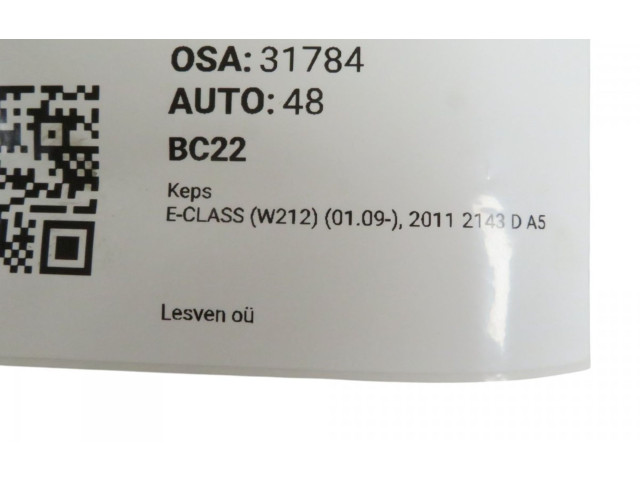 OSA: 31784
AUTO: 48
BC22
Keps
E-CLASS (W212) (01.09-), 2011 2143 D A5
Lesven oü